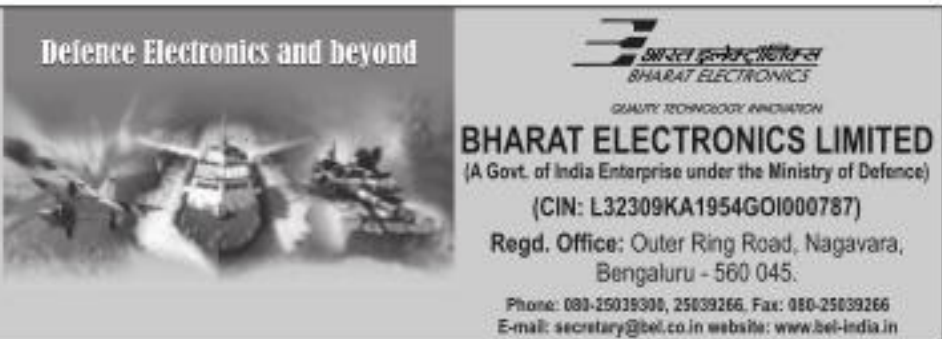 Defence Electronics and beyond
भारत इलेक्ट्रॉनिक्स
BHARAT ELECTRONICS
QUALITY. TECHNOLOGY. INNOVATION
BHARAT ELECTRONICS LIMITED
(A Govt. of India Enterprise under the Ministry of Defence)
(CIN: L32309KA1954GOI000787)
Regd. Office: Outer Ring Road, Nagavara,
Bengaluru - 560 045.
Phone: 080-25039300, 25039266, Fax: 080-25039266
E-mail: secretary@bel.co.in website: www.bel-india.in